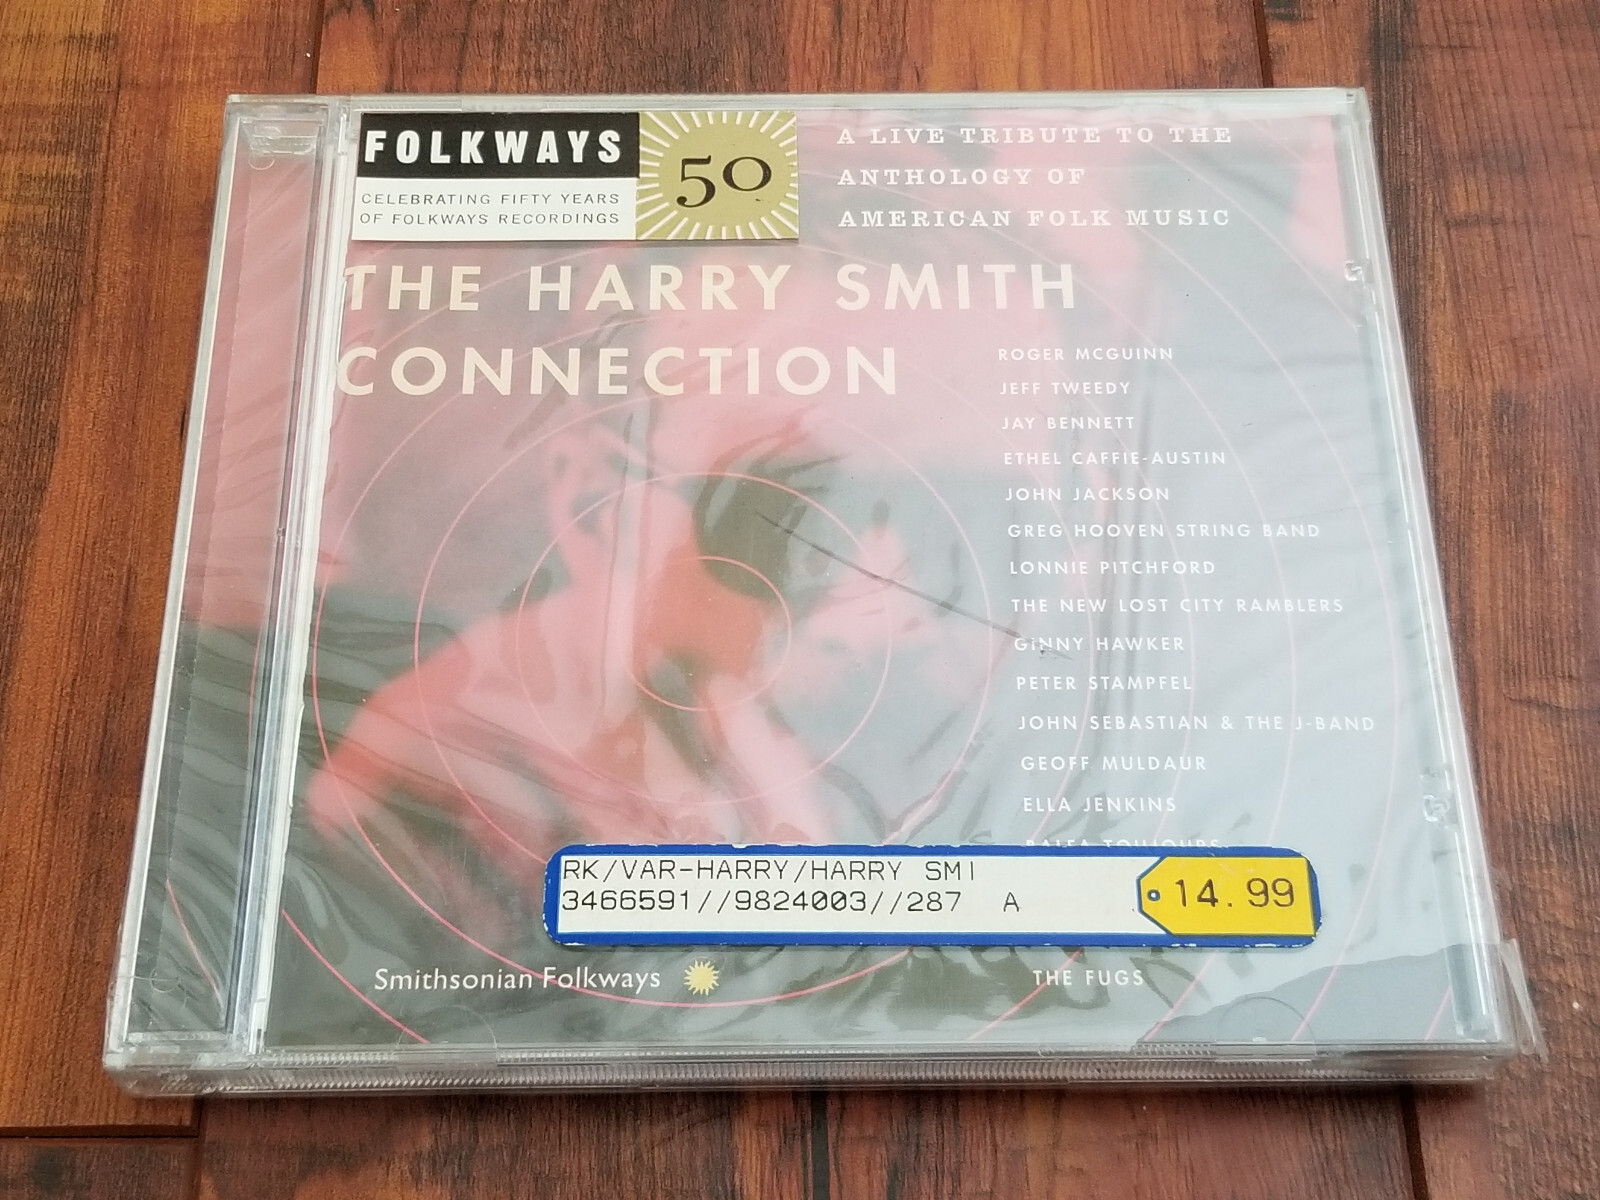 FOLKWAYS
CELEBRATING FIFTY YEARS
OF FOLKWAYS RECORDINGS
50
A LIVE TRIBUTE TO THE
ANTHOLOGY OF
AMERICAN FOLK MUSIC
THE HARRY SMITH
CONNECTION
ROGER MCGUINN
JEFF TWEEDY
JAY BENNETT
ETHEL CAFFIE-AUSTIN
JOHN JACKSON
GREG HOOVEN STRING BAND
LONNIE PITCHFORD
THE NEW LOST CITY RAMBLERS
GINNY HAWKER
PETER STAMPFEL
JOHN SEBASTIAN & THE J-BAND
GEOFF MULDAUR
ELLA JENKINS
BALFA TOUJOURS
RK/VAR-HARRY/HARRY SMI
3466591//9824003//287 A
14.99
Smithsonian Folkways
THE FUGS